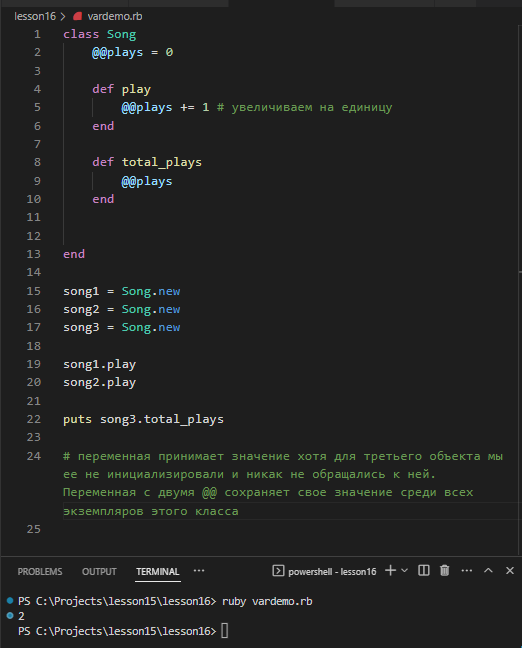 lesson16 > vardemo.rb
1 class Song
2 @@plays = 0
3
4 def play
5 @@plays += 1 # увеличиваем на единицу
6 end
7
8 def total_plays
9 @@plays
10 end
11
12
13 end
14
15 song1 = Song.new
16 song2 = Song.new
17 song3 = Song.new
18
19 song1.play
20 song2.play
21
22 puts song3.total_plays
23
24 # переменная принимает значение хотя для третьего объекта мы
ее не инициализировали и никак не обращались к ней.
Переменная с двумя @@ сохраняет свое значение среди всех
экземпляров этого класса
25
PROBLEMS OUTPUT TERMINAL ... powershell - lesson16
PS C:\Projects\lesson15\lesson16> ruby vardemo.rb
2
PS C:\Projects\lesson15\lesson16>